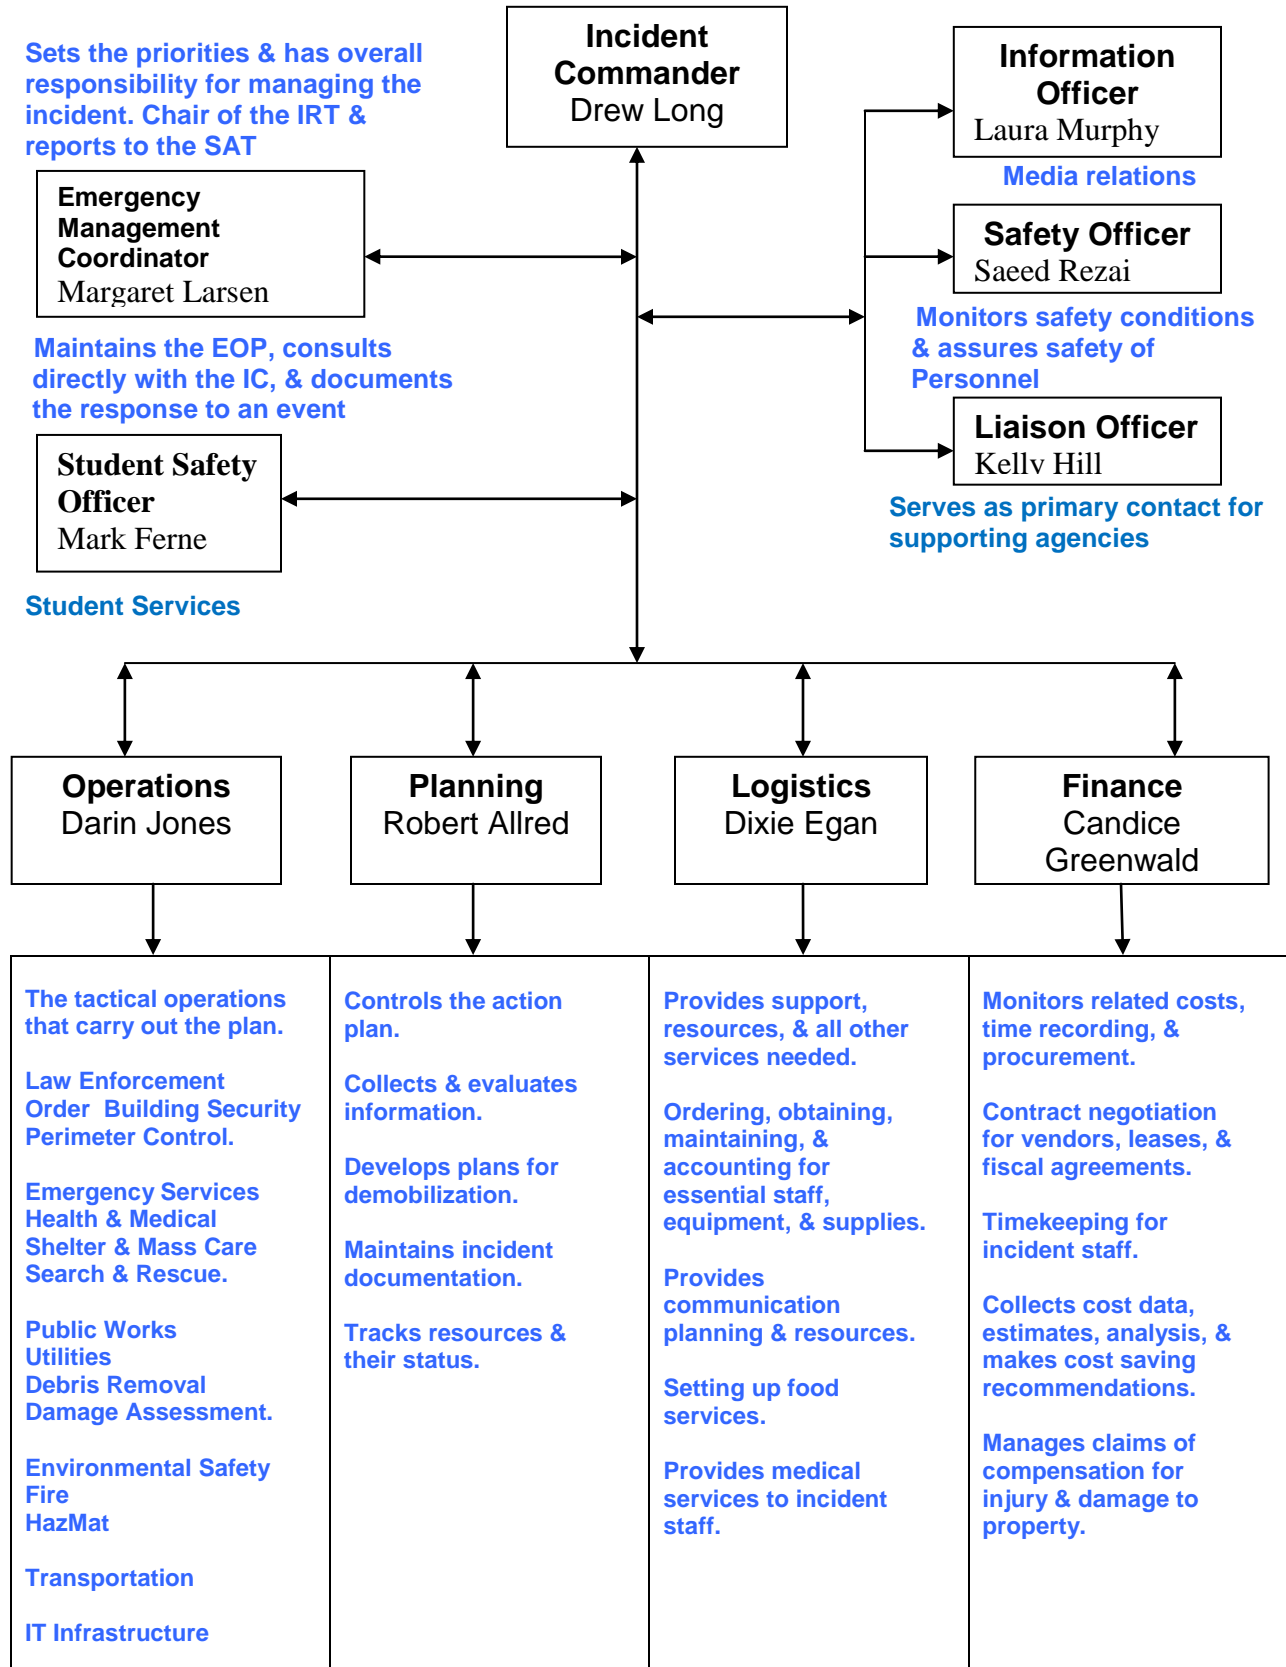 Incident
Commander
Drew Long
Sets the priorities & has overall
responsibility for managing the
incident. Chair of the IRT &
reports to the SAT
Information
Officer
Laura Murphy
Media relations
Emergency
Management
Coordinator
Margaret Larsen
Safety Officer
Saeed Rezai
Monitors safety conditions
& assures safety of
Personnel
Maintains the EOP, consults
directly with the IC, & documents
the response to an event
Liaison Officer
Kelly Hill
Serves as primary contact for
supporting agencies
Student Safety
Officer
Mark Ferne
Student Services
Operations
Darin Jones
Planning
Robert Allred
Logistics
Dixie Egan
Finance
Candice
Greenwald
The tactical operations
that carry out the plan.
Law Enforcement
Order  Building Security
Perimeter Control.
Emergency Services
Health & Medical
Shelter & Mass Care
Search & Rescue.
Public Works
Utilities
Debris Removal
Damage Assessment.
Environmental Safety
Fire
HazMat
Transportation
IT Infrastructure
Controls the action
plan.
Collects & evaluates
information.
Develops plans for
demobilization.
Maintains incident
documentation.
Tracks resources &
their status.
Provides support,
resources, & all other
services needed.
Ordering, obtaining,
maintaining, &
accounting for
essential staff,
equipment, & supplies.
Provides
communication
planning & resources.
Setting up food
services.
Provides medical
services to incident
staff.
Monitors related costs,
time recording, &
procurement.
Contract negotiation
for vendors, leases, &
fiscal agreements.
Timekeeping for
incident staff.
Collects cost data,
estimates, analysis, &
makes cost saving
recommendations.
Manages claims of
compensation for
injury & damage to
property.